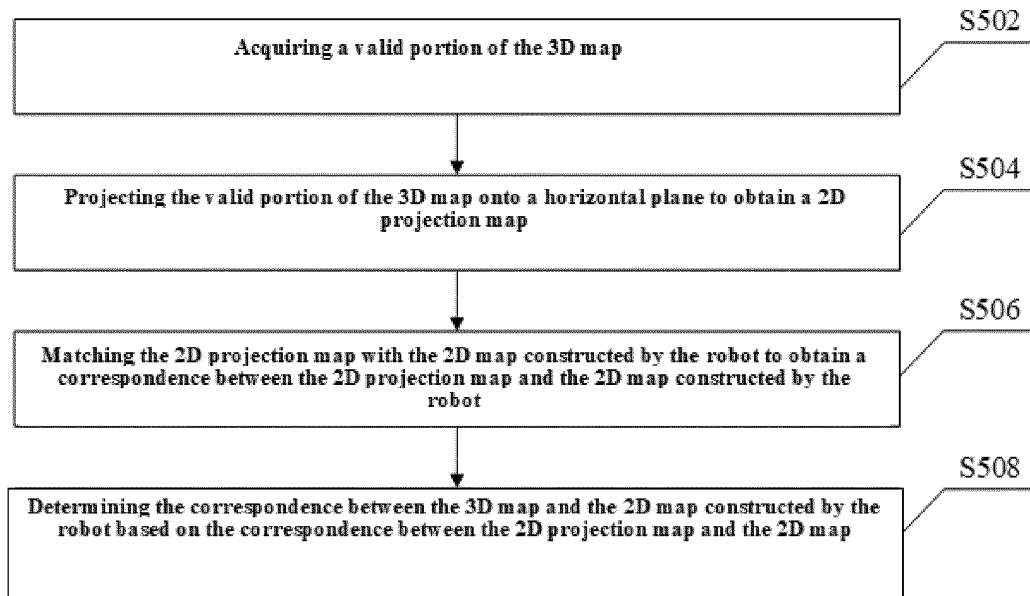 S502
Acquiring a valid portion of the 3D map
S504
Projecting the valid portion of the 3D map onto a horizontal plane to obtain a 2D
projection map
S506
Matching the 2D projection map with the 2D map constructed by the robot to obtain a
correspondence between the 2D projection map and the 2D map constructed by the
robot
S508
Determining the correspondence between the 3D map and the 2D map constructed by the
robot based on the correspondence between the 2D projection map and the 2D map